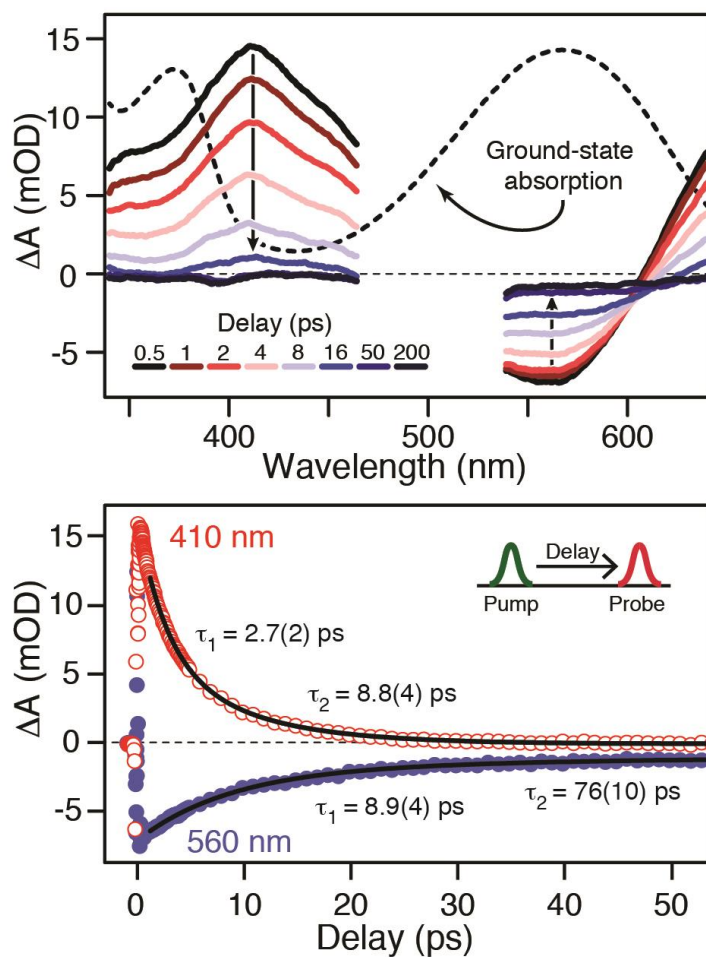 15
10
5
0
-5
ΔA (mOD)
Ground-state
absorption
Delay (ps)
0.5 1 2 4 8 16 50 200
400 500 600
Wavelength (nm)
15
10
5
0
-5
ΔA (mOD)
410 nm
Delay
Pump Probe
τ1 = 2.7(2) ps
τ2 = 8.8(4) ps
τ1 = 8.9(4) ps
τ2 = 76(10) ps
560 nm
0 10 20 30 40 50
Delay (ps)